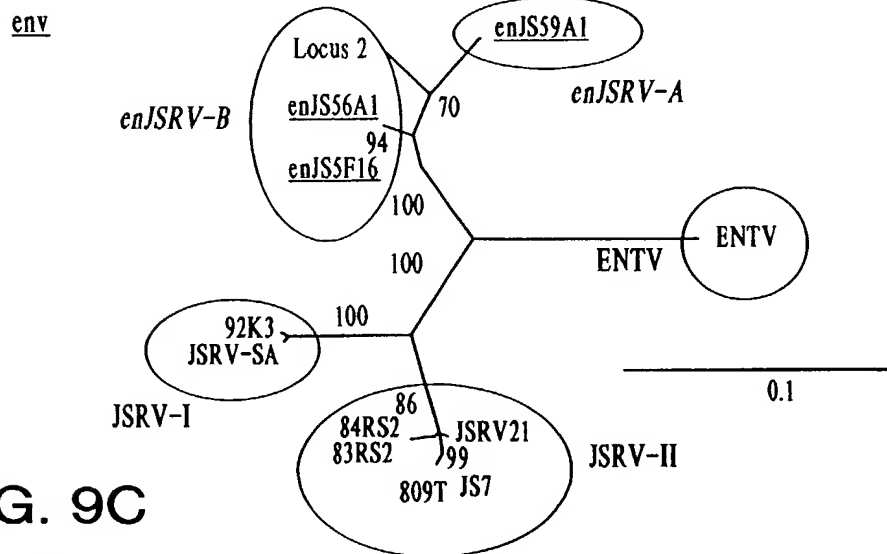 env
Locus 2
enJS59A1
enJSRV-B
enJS56A1
94
enJS5F16
70
enJSRV-A
100
100
ENTV
ENTV
100
92K3
JSRV-SA
JSRV-I
0.1
86
84RS2
JSRV21
83RS2
99
809T JS7
JSRV-II
G. 9C